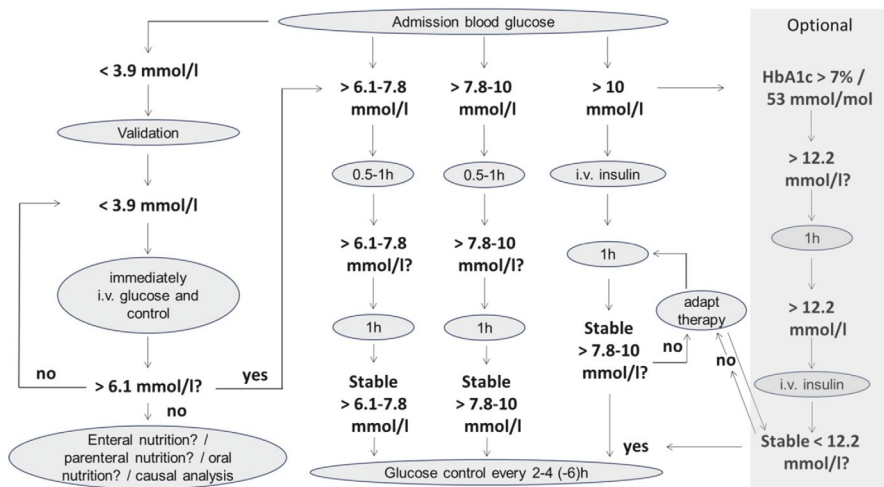 Admission blood glucose
Optional
< 3.9 mmol/l
Validation
< 3.9 mmol/l
immediately
i.v. glucose and
control
no
> 6.1 mmol/l?
yes
no
Enteral nutrition? /
parenteral nutrition? / oral
nutrition? / causal analysis
> 6.1-7.8
mmol/l
0.5-1h
> 6.1-7.8
mmol/l?
1h
Stable
> 6.1-7.8
mmol/l
> 7.8-10
mmol/l
0.5-1h
> 7.8-10
mmol/l?
1h
Stable
> 7.8-10
mmol/l
> 10
mmol/l
i.v. insulin
1h
Stable
> 7.8-10
mmol/l?
no
adapt
therapy
no
yes
HbA1c > 7% /
53 mmol/mol
> 12.2
mmol/l?
1h
> 12.2
mmol/l
i.v. insulin
Stable < 12.2
mmol/l?
Glucose control every 2-4 (-6)h